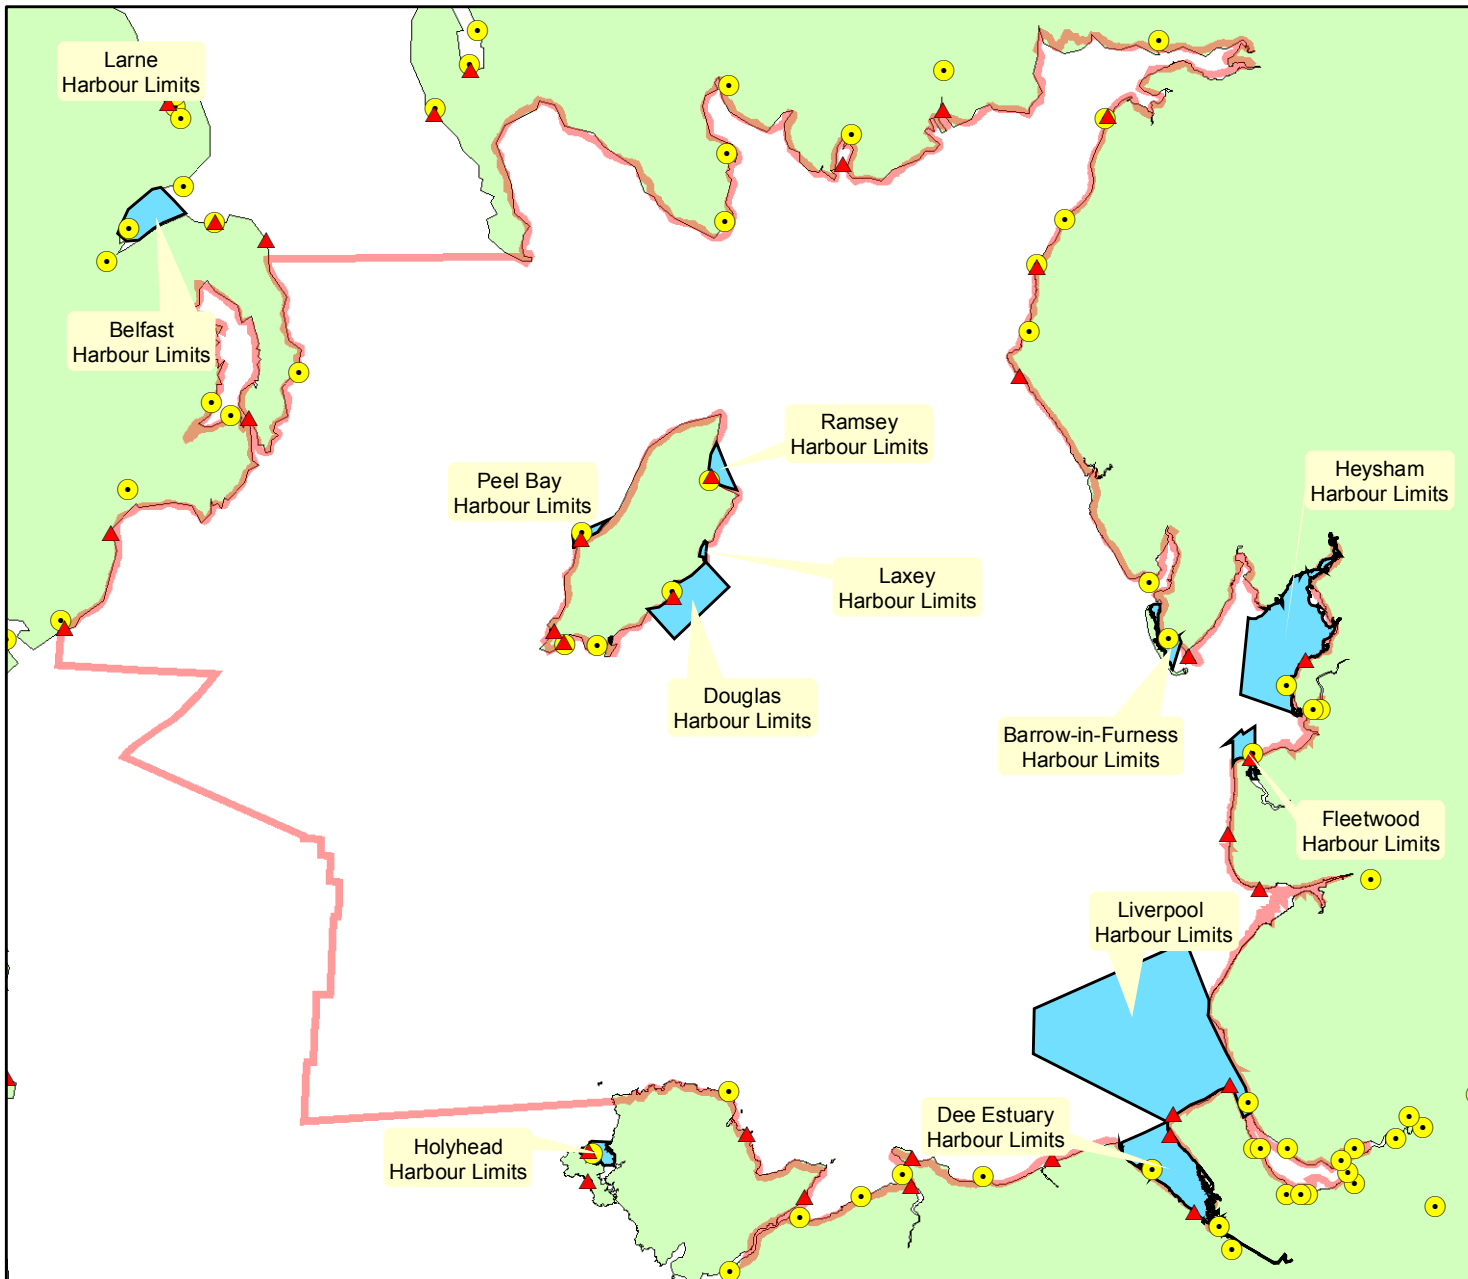 Larne
Harbour Limits
Belfast
Harbour Limits
Ramsey
Harbour Limits
Peel Bay
Harbour Limits
Heysham
Harbour Limits
Laxey
Harbour Limits
Douglas
Harbour Limits
Barrow-in-Furness
Harbour Limits
Fleetwood
Harbour Limits
Liverpool
Harbour Limits
Dee Estuary
Harbour Limits
Holyhead
Harbour Limits